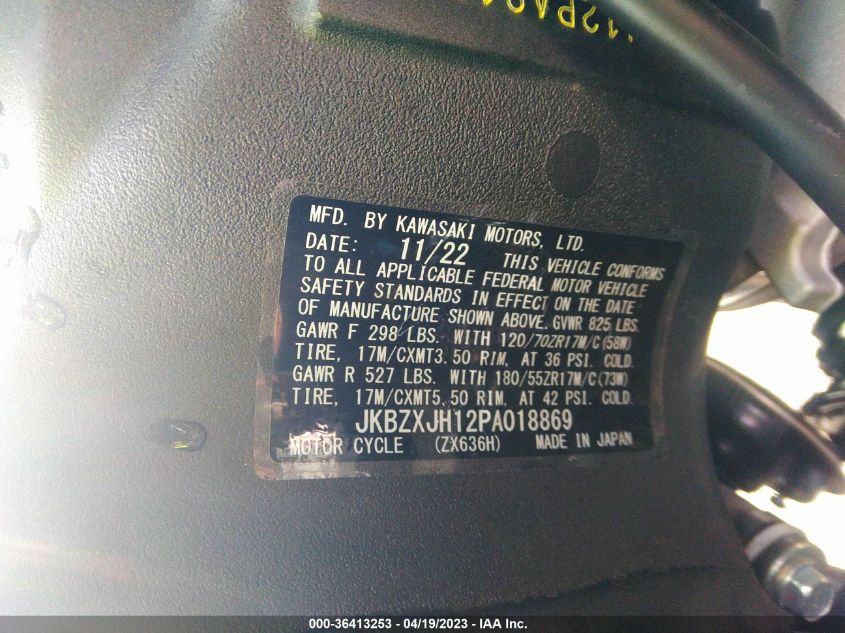 12PA01
MFD. BY KAWASAKI MOTORS, LTD.
DATE: 11/22 THIS VEHICLE CONFORMS
TO ALL APPLICABLE FEDERAL MOTOR VEHICLE
SAFETY STANDARDS IN EFFECT ON THE DATE
OF MANUFACTURE SHOWN ABOVE. GVWR 825 LBS.
GAWR F 298 LBS. WITH 120/70ZR17M/C(58W)
TIRE, 17M/CXMT3.50 RIM, AT 36 PSI. COLD.
GAWR R 527 LBS. WITH 180/55ZR17M/C(73W)
TIRE, 17M/CXMT5.50 RIM, AT 42 PSI. COLD.
JKBZXJH12PA018869
MOTOR CYCLE (ZX636H) MADE IN JAPAN
000-36413253 - 04/19/2023 - IAA Inc.